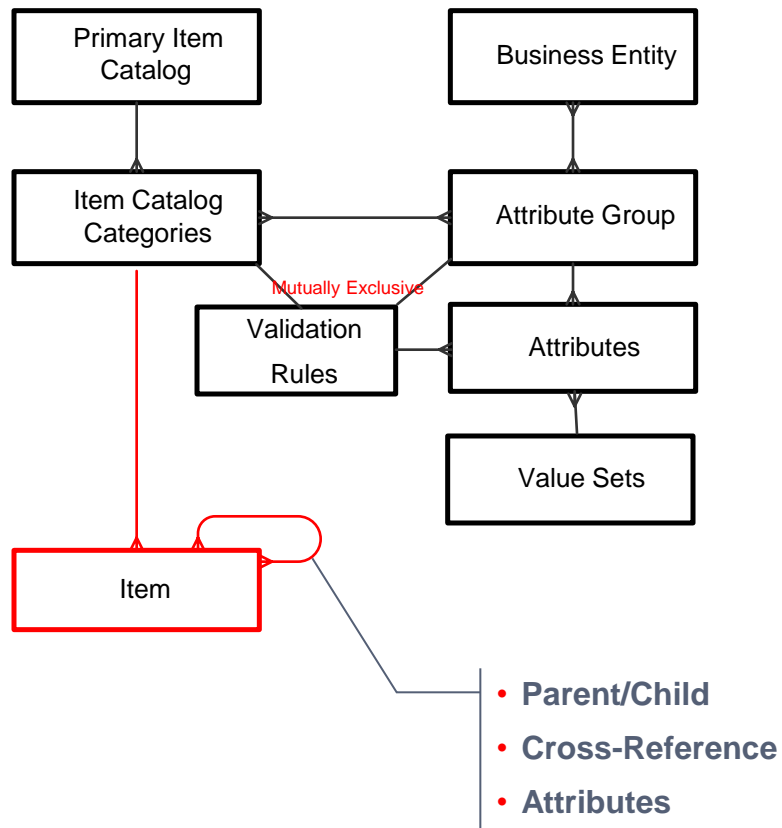 Primary Item
Catalog
Business Entity
Item Catalog
Categories
Attribute Group
Mutually Exclusive
Validation
Rules
Attributes
Value Sets
Item
• Parent/Child
• Cross-Reference
• Attributes